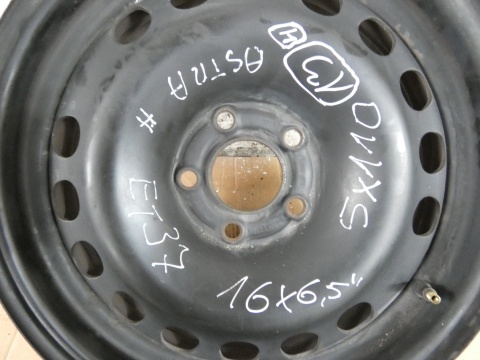 ASTRA #
5X110
ET37
16x6,5"